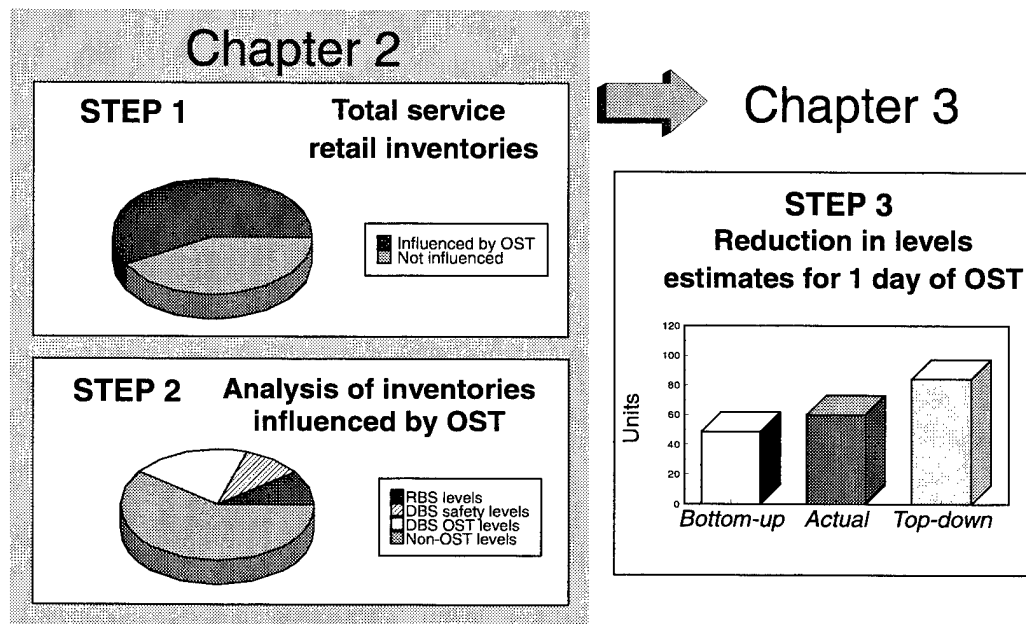 Chapter 2
STEP 1
Total service
retail inventories
Influenced by OST
Not influenced
STEP 2
Analysis of inventories
influenced by OST
RBS levels
DBS safety levels
DBS OST levels
Non-OST levels
Chapter 3
STEP 3
Reduction in levels
estimates for 1 day of OST
Units
120
100
80
60
40
20
0
Bottom-up Actual Top-down